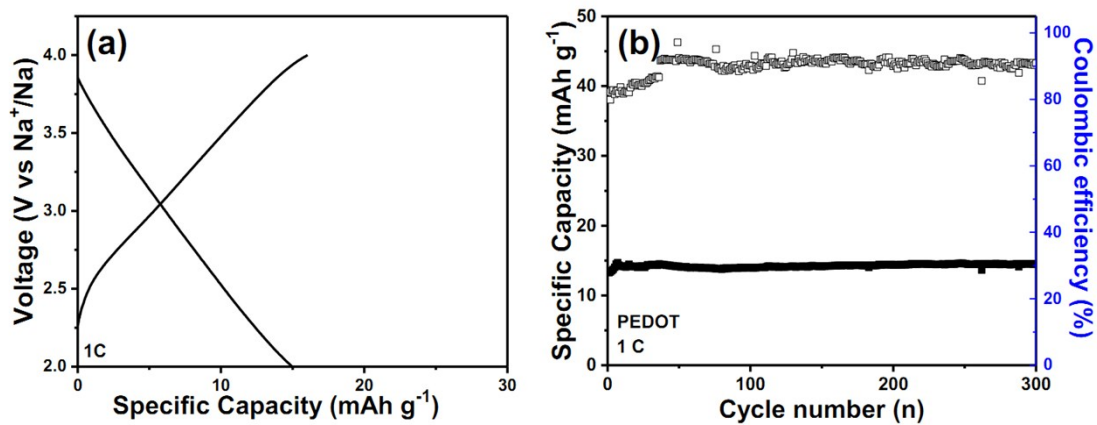 (a)
Voltage (V vs Na⁺/Na)
4.0
3.5
3.0
2.5
2.0
1C
0 10 20 30
Specific Capacity (mAh g⁻¹)
(b)
Specific Capacity (mAh g⁻¹)
50
40
30
20
10
0
PEDOT
1 C
0 100 200 300
Cycle number (n)
100
80
60
40
20
0
Coulombic efficiency (%)